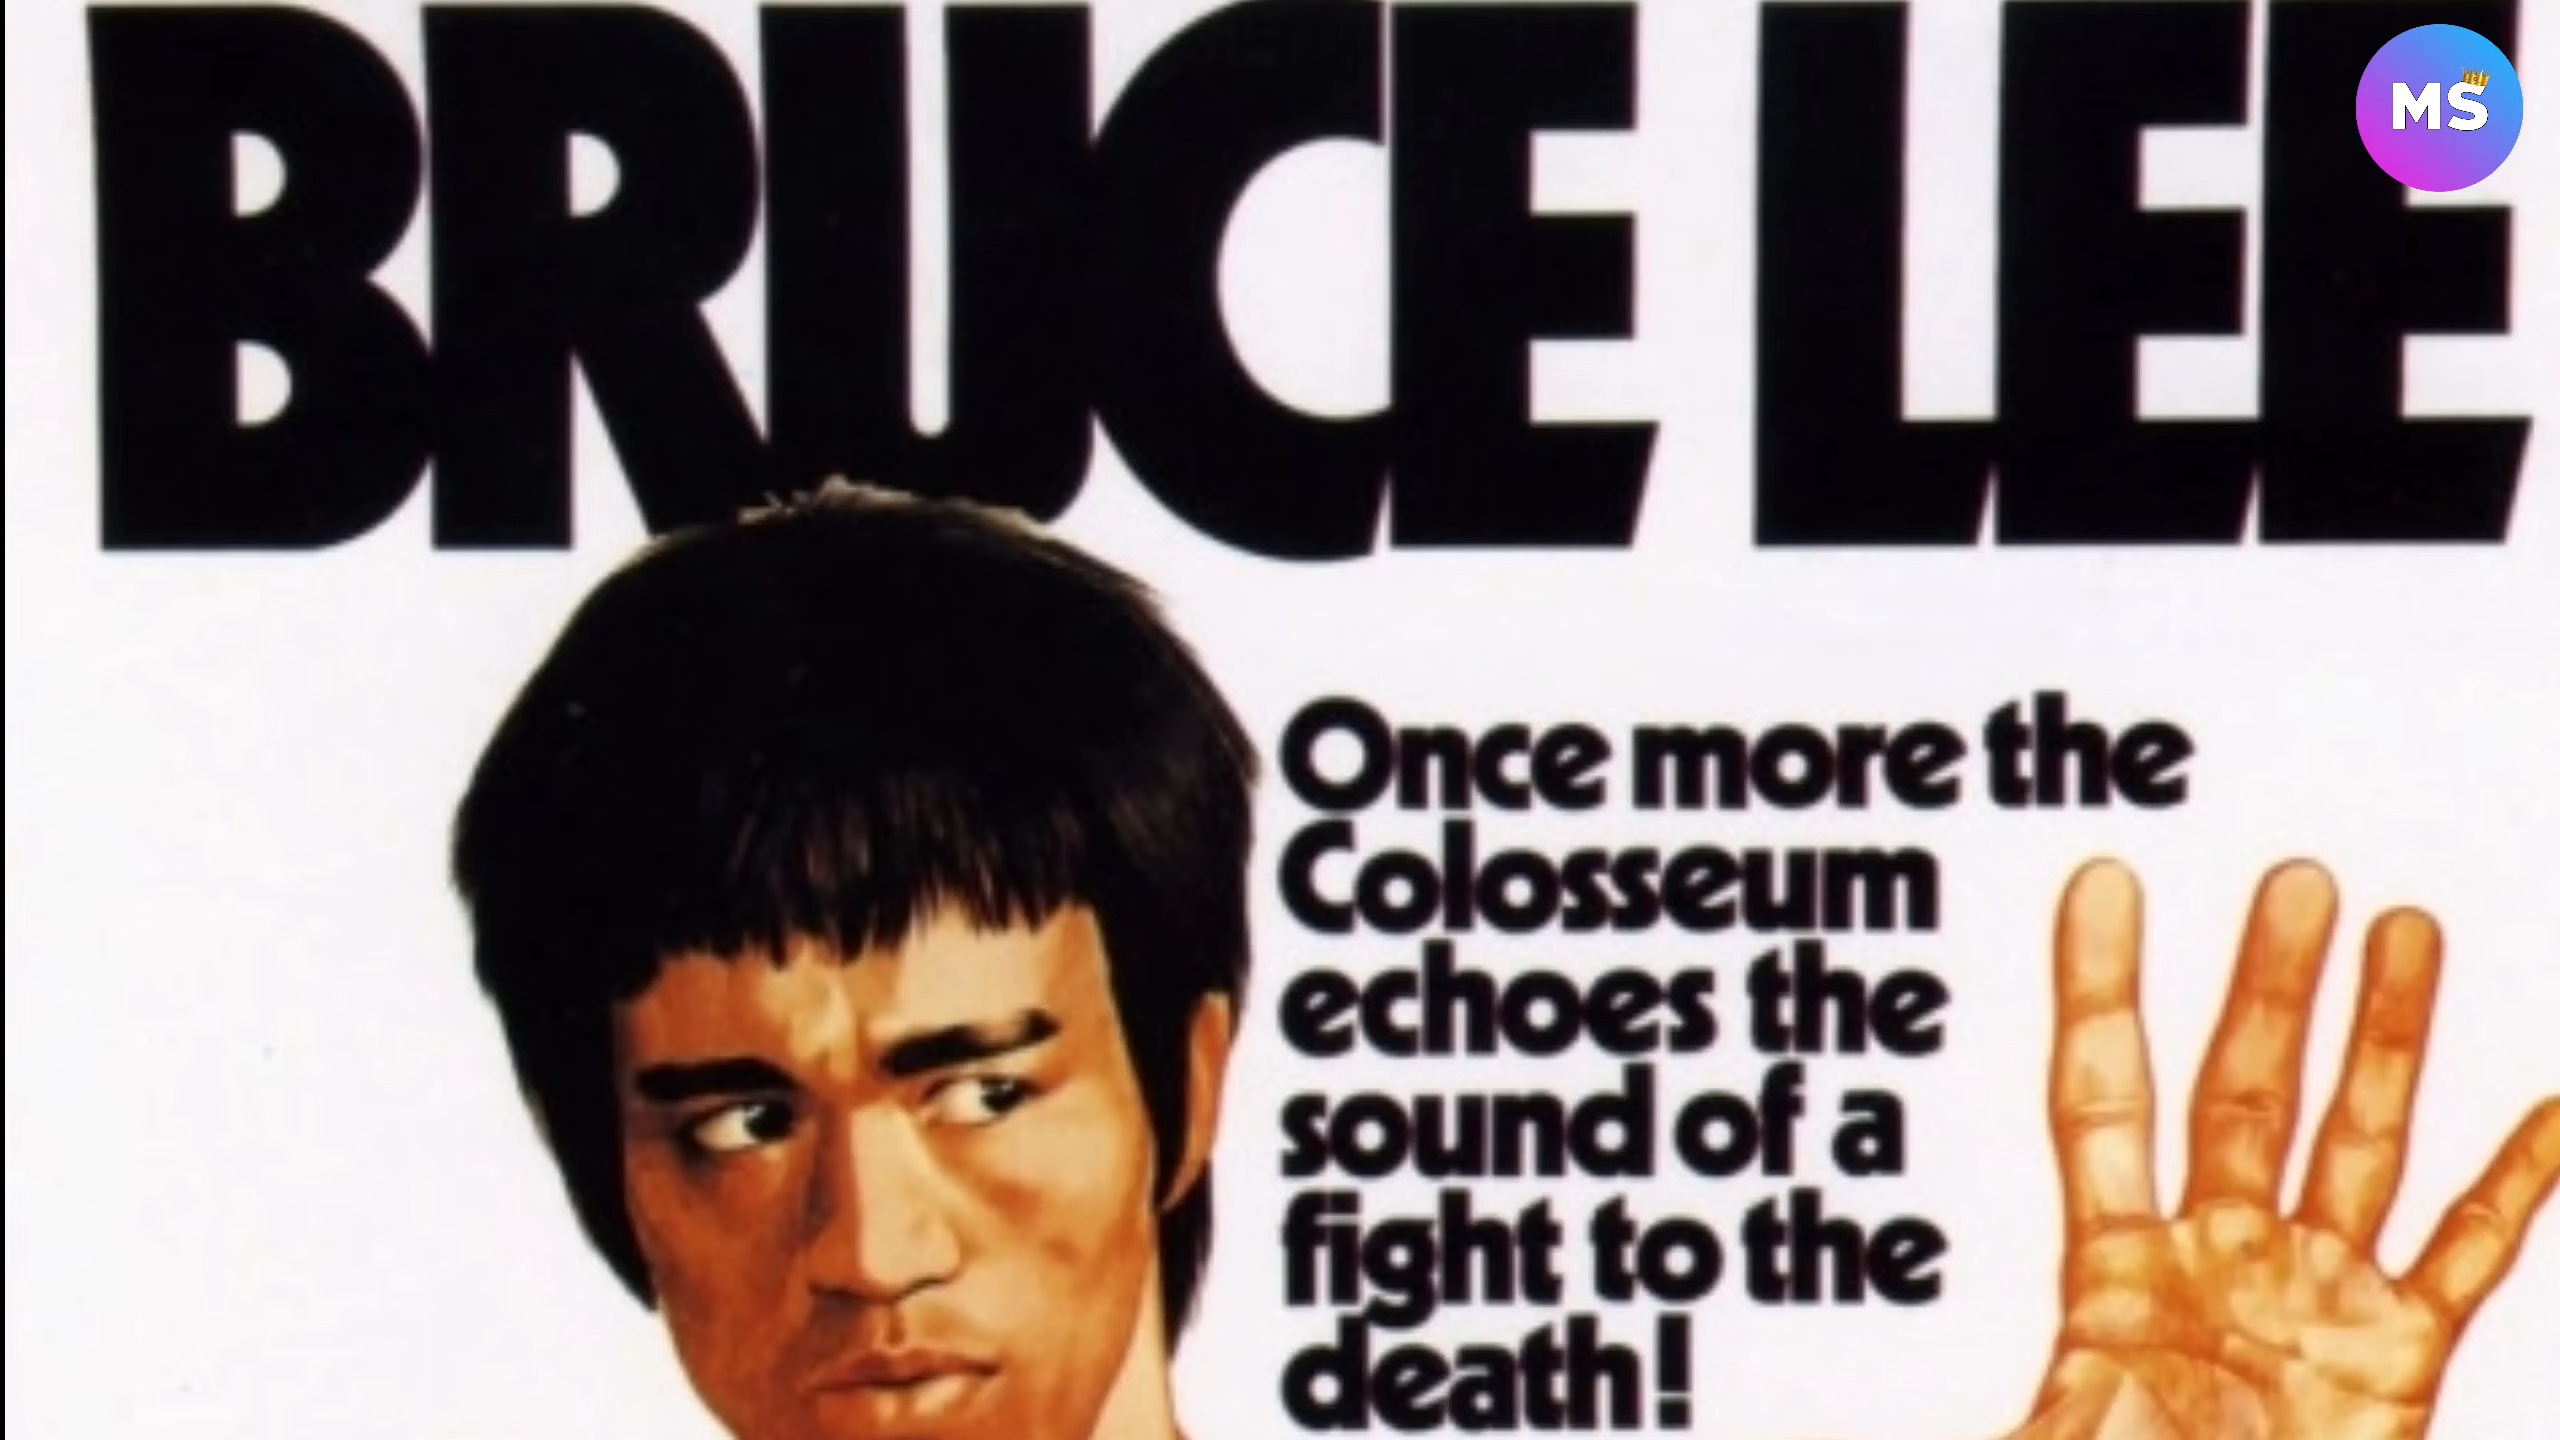 BRUCE LEE
MS
Once more the
Colosseum
echoes the
sound of a
fight to the
death!